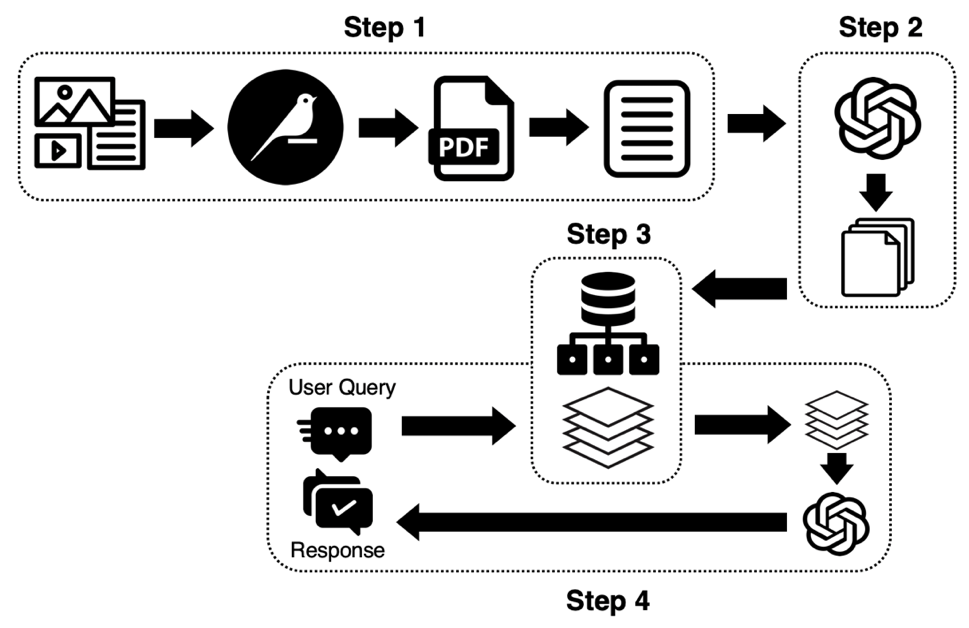 Step 1
Step 2
PDF
Step 3
User Query
Response
Step 4